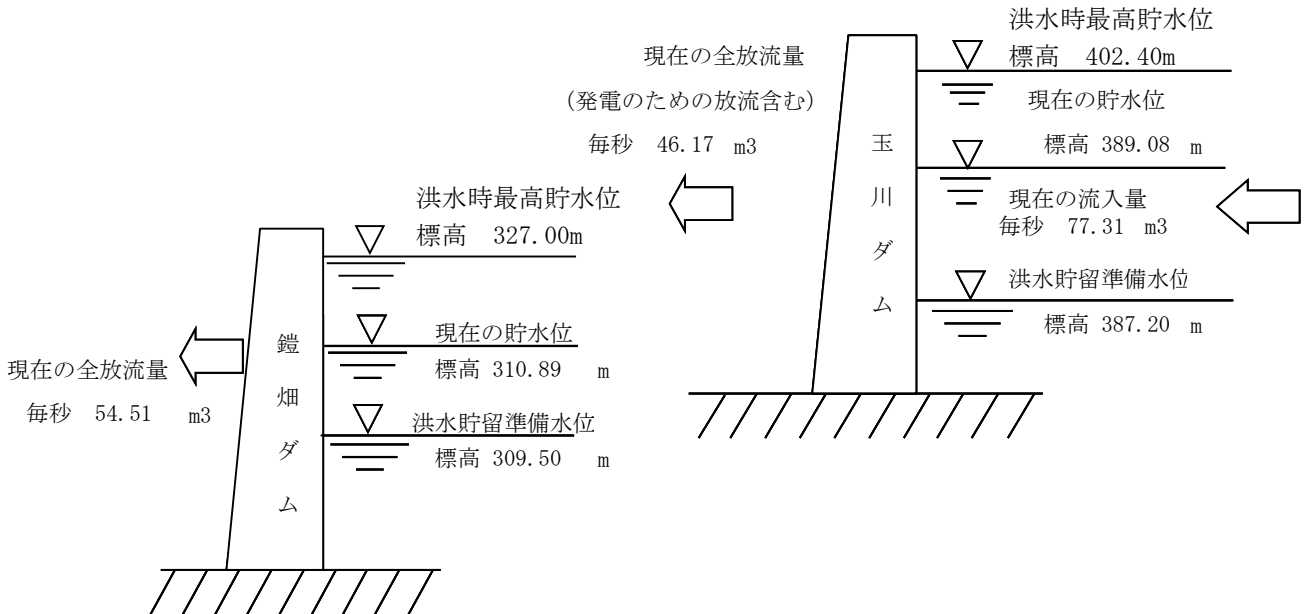 洪水時最高貯水位
標高　402.40m
現在の全放流量
（発電のための放流含む）
毎秒　46.17　m3
現在の貯水位
標高 389.08　m
玉川ダム
現在の流入量
毎秒　77.31　m3
洪水貯留準備水位
標高 387.20　m
洪水時最高貯水位
標高　327.00m
現在の貯水位
標高 310.89　m
鎧畑ダム
現在の全放流量
毎秒　54.51　m3
洪水貯留準備水位
標高 309.50　m